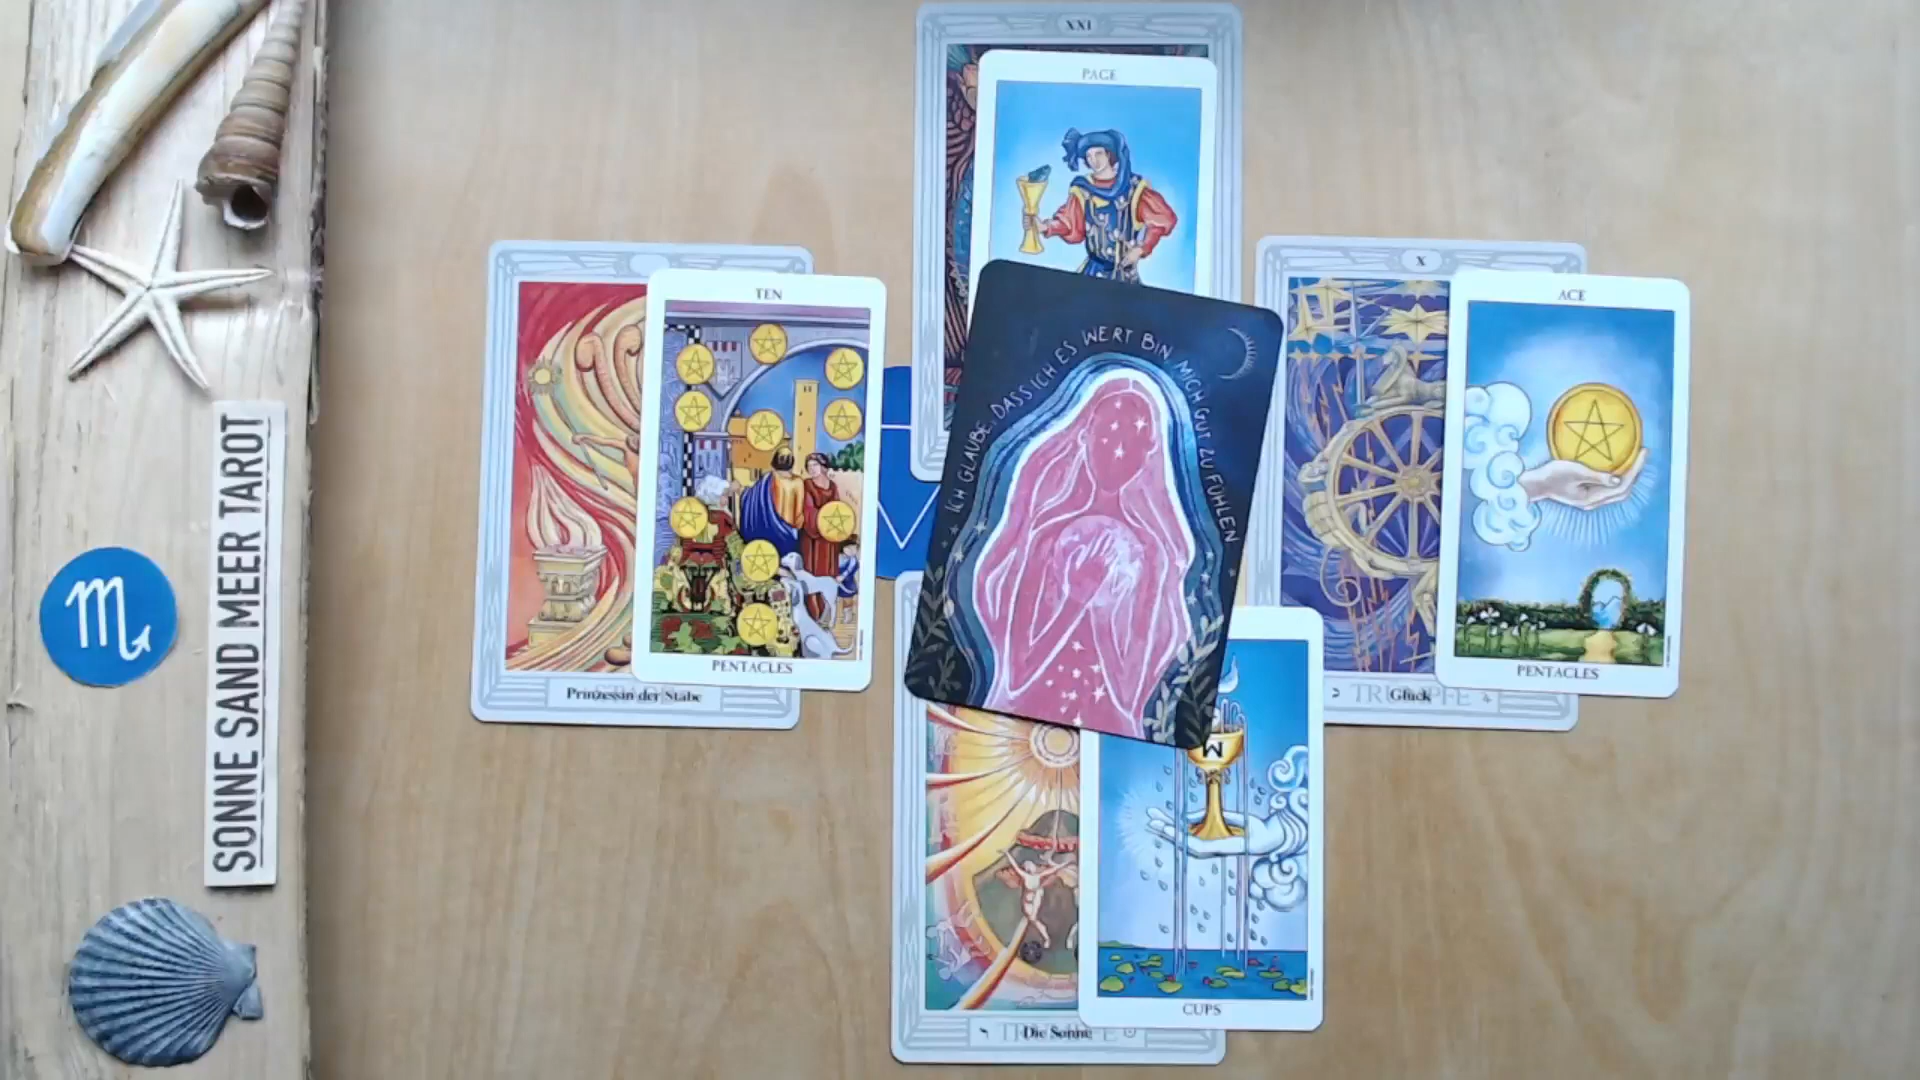 XXI
PAGE
TEN
PENTACLES
Prinzessin der Stäbe
ICH GLAUBE, DASS ICH ES WERT BIN MICH GUT ZU FÜHLEN
X
ACE
PENTACLES
Glück
TRÜMPFE
CUPS
Die Sonne
SONNE SAND MEER TAROT